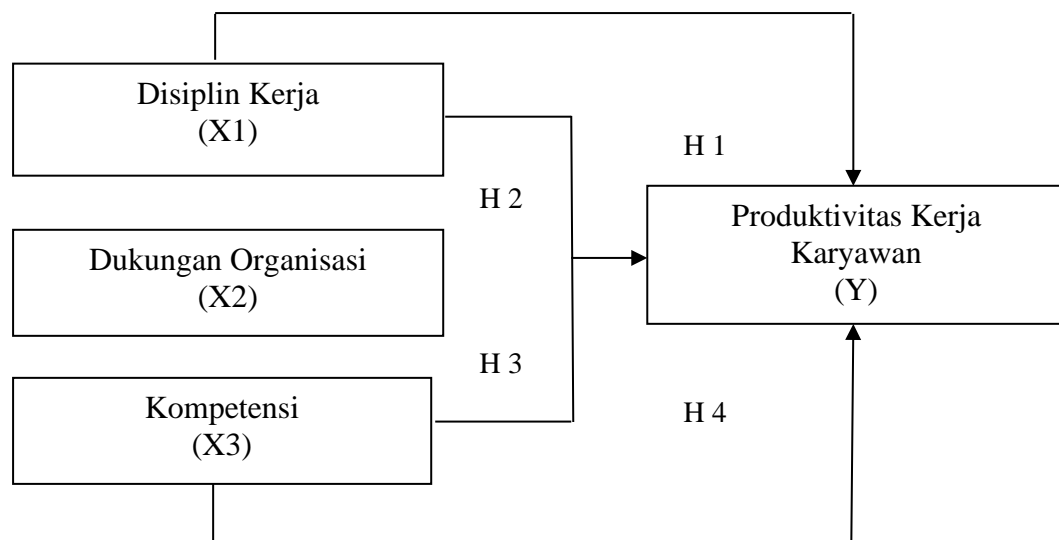 Disiplin Kerja
(X1)
H 1
H 2
Produktivitas Kerja
Karyawan
(Y)
Dukungan Organisasi
(X2)
H 3
Kompetensi
(X3)
H 4